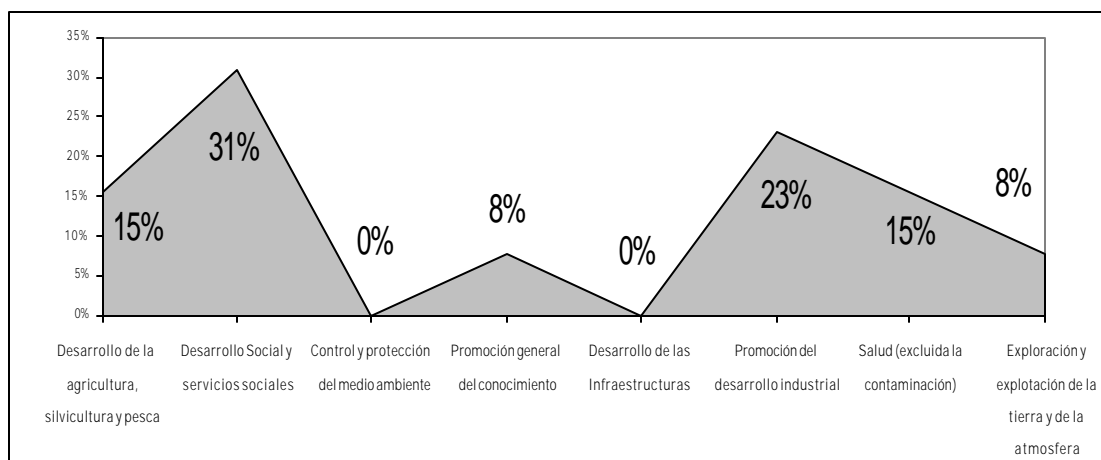 35%
30%
25%
20%
15%
10%
5%
0%
15%
31%
0%
8%
0%
23%
15%
8%
Desarrollo de la
agricultura,
silvicultura y pesca
Desarrollo Social y
servicios sociales
Control y protección
del medio ambiente
Promoción general
del conocimiento
Desarrollo de las
Infraestructuras
Promoción del
desarrollo industrial
Salud (excluida la
contaminación)
Exploración y
explotación de la
tierra y de la
atmosfera